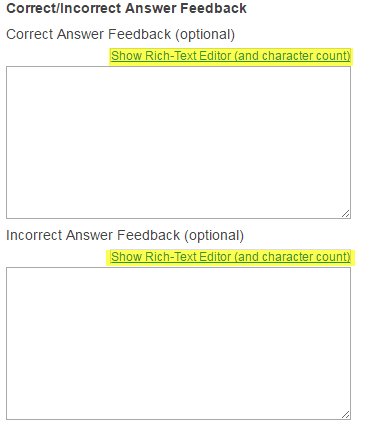 Correct/Incorrect Answer Feedback
Correct Answer Feedback (optional)
Show Rich-Text Editor (and character count)
Incorrect Answer Feedback (optional)
Show Rich-Text Editor (and character count)